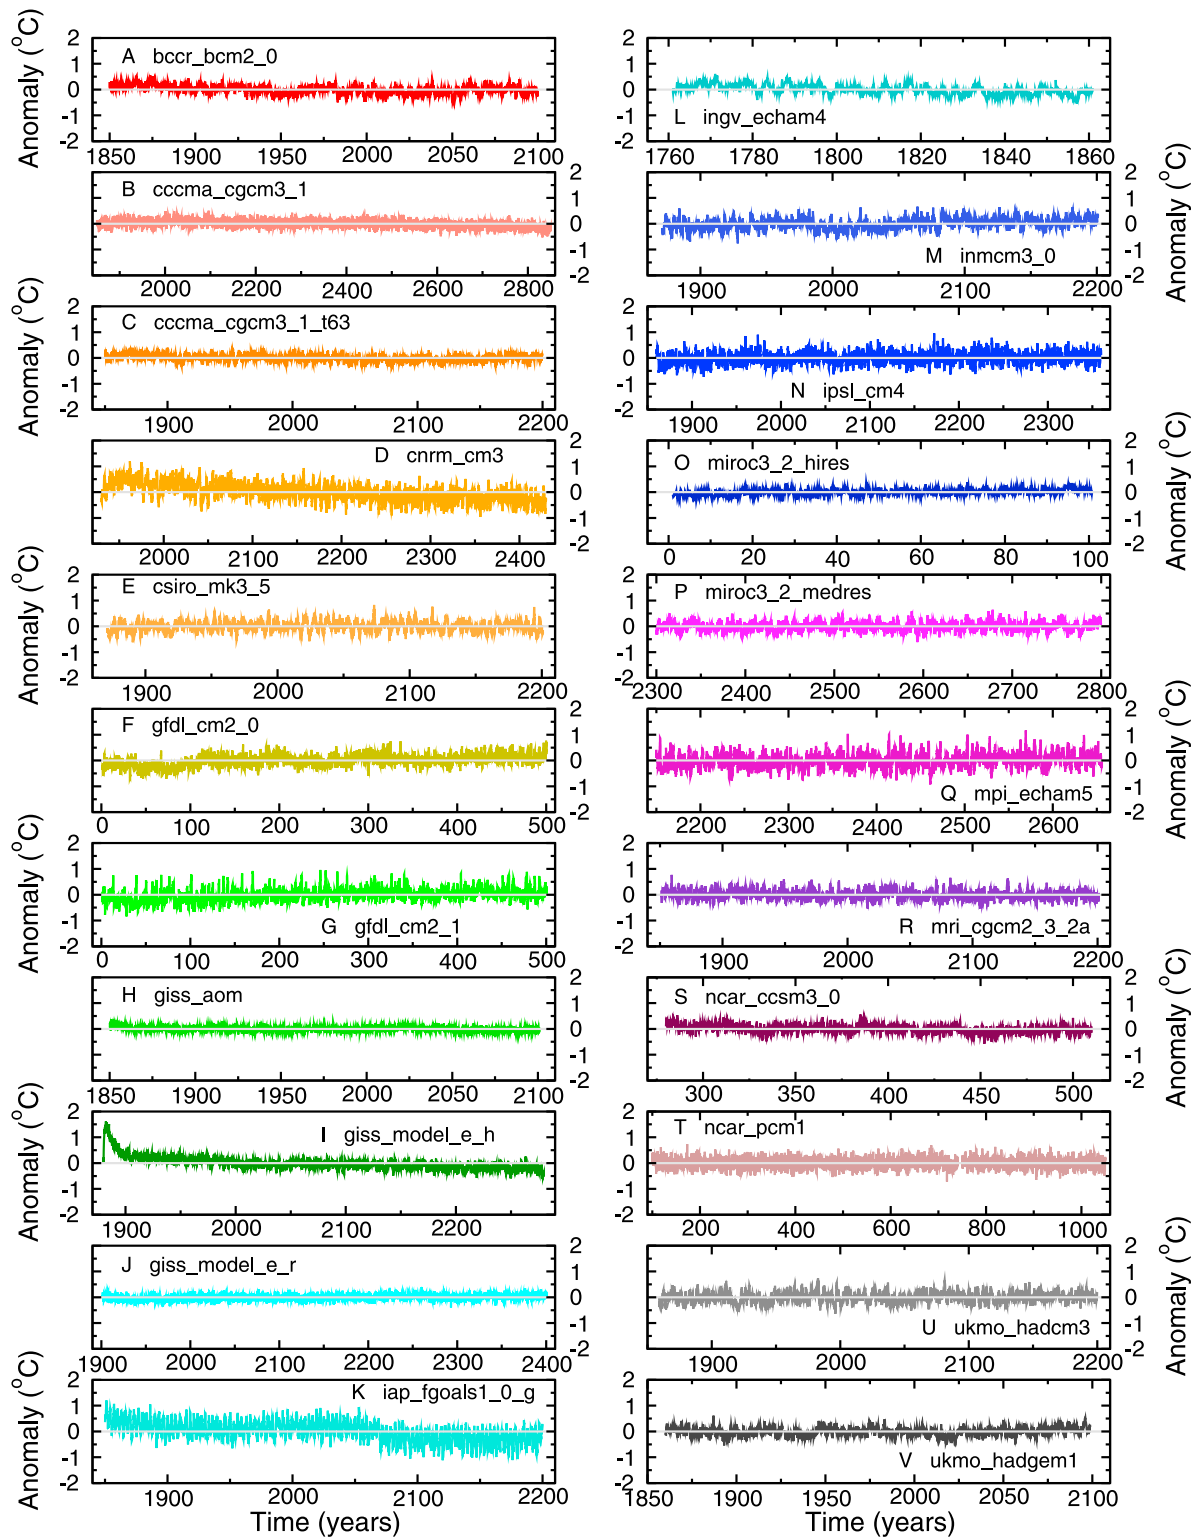 A bccr_bcm2_0
Anomaly (°C)
2
1
0
-1
-2
1850 1900 1950 2000 2050 2100
B cccma_cgcm3_1
2
1
0
-1
-2
2000 2200 2400 2600 2800
C cccma_cgcm3_1_t63
Anomaly (°C)
2
1
0
-1
-2
1900 2000 2100 2200
D cnrm_cm3
2
1
0
-1
-2
2000 2100 2200 2300 2400
E csiro_mk3_5
Anomaly (°C)
2
1
0
-1
-2
1900 2000 2100 2200
F gfdl_cm2_0
2
1
0
-1
-2
0 100 200 300 400 500
G gfdl_cm2_1
Anomaly (°C)
2
1
0
-1
-2
0 100 200 300 400 500
H giss_aom
2
1
0
-1
-2
1850 1900 1950 2000 2050 2100
I giss_model_e_h
Anomaly (°C)
2
1
0
-1
-2
1900 2000 2100 2200
J giss_model_e_r
2
1
0
-1
-2
1900 2000 2100 2200 2300 2400
K iap_fgoals1_0_g
Anomaly (°C)
2
1
0
-1
-2
1900 2000 2100 2200
Time (years)
L ingv_echam4
2
1
0
-1
-2
1760 1780 1800 1820 1840 1860
M inmcm3_0
Anomaly (°C)
2
1
0
-1
-2
1900 2000 2100 2200
N ipsl_cm4
2
1
0
-1
-2
1900 2000 2100 2200 2300
O miroc3_2_hires
Anomaly (°C)
2
1
0
-1
-2
0 20 40 60 80 100
P miroc3_2_medres
2
1
0
-1
-2
2300 2400 2500 2600 2700 2800
Q mpi_echam5
Anomaly (°C)
2
1
0
-1
-2
2200 2300 2400 2500 2600
R mri_cgcm2_3_2a
2
1
0
-1
-2
1900 2000 2100 2200
S ncar_ccsm3_0
Anomaly (°C)
2
1
0
-1
-2
300 350 400 450 500
T ncar_pcm1
2
1
0
-1
-2
200 400 600 800 1000
U ukmo_hadcm3
Anomaly (°C)
2
1
0
-1
-2
1900 2000 2100 2200
V ukmo_hadgem1
2
1
0
-1
-2
1850 1900 1950 2000 2050 2100
Time (years)